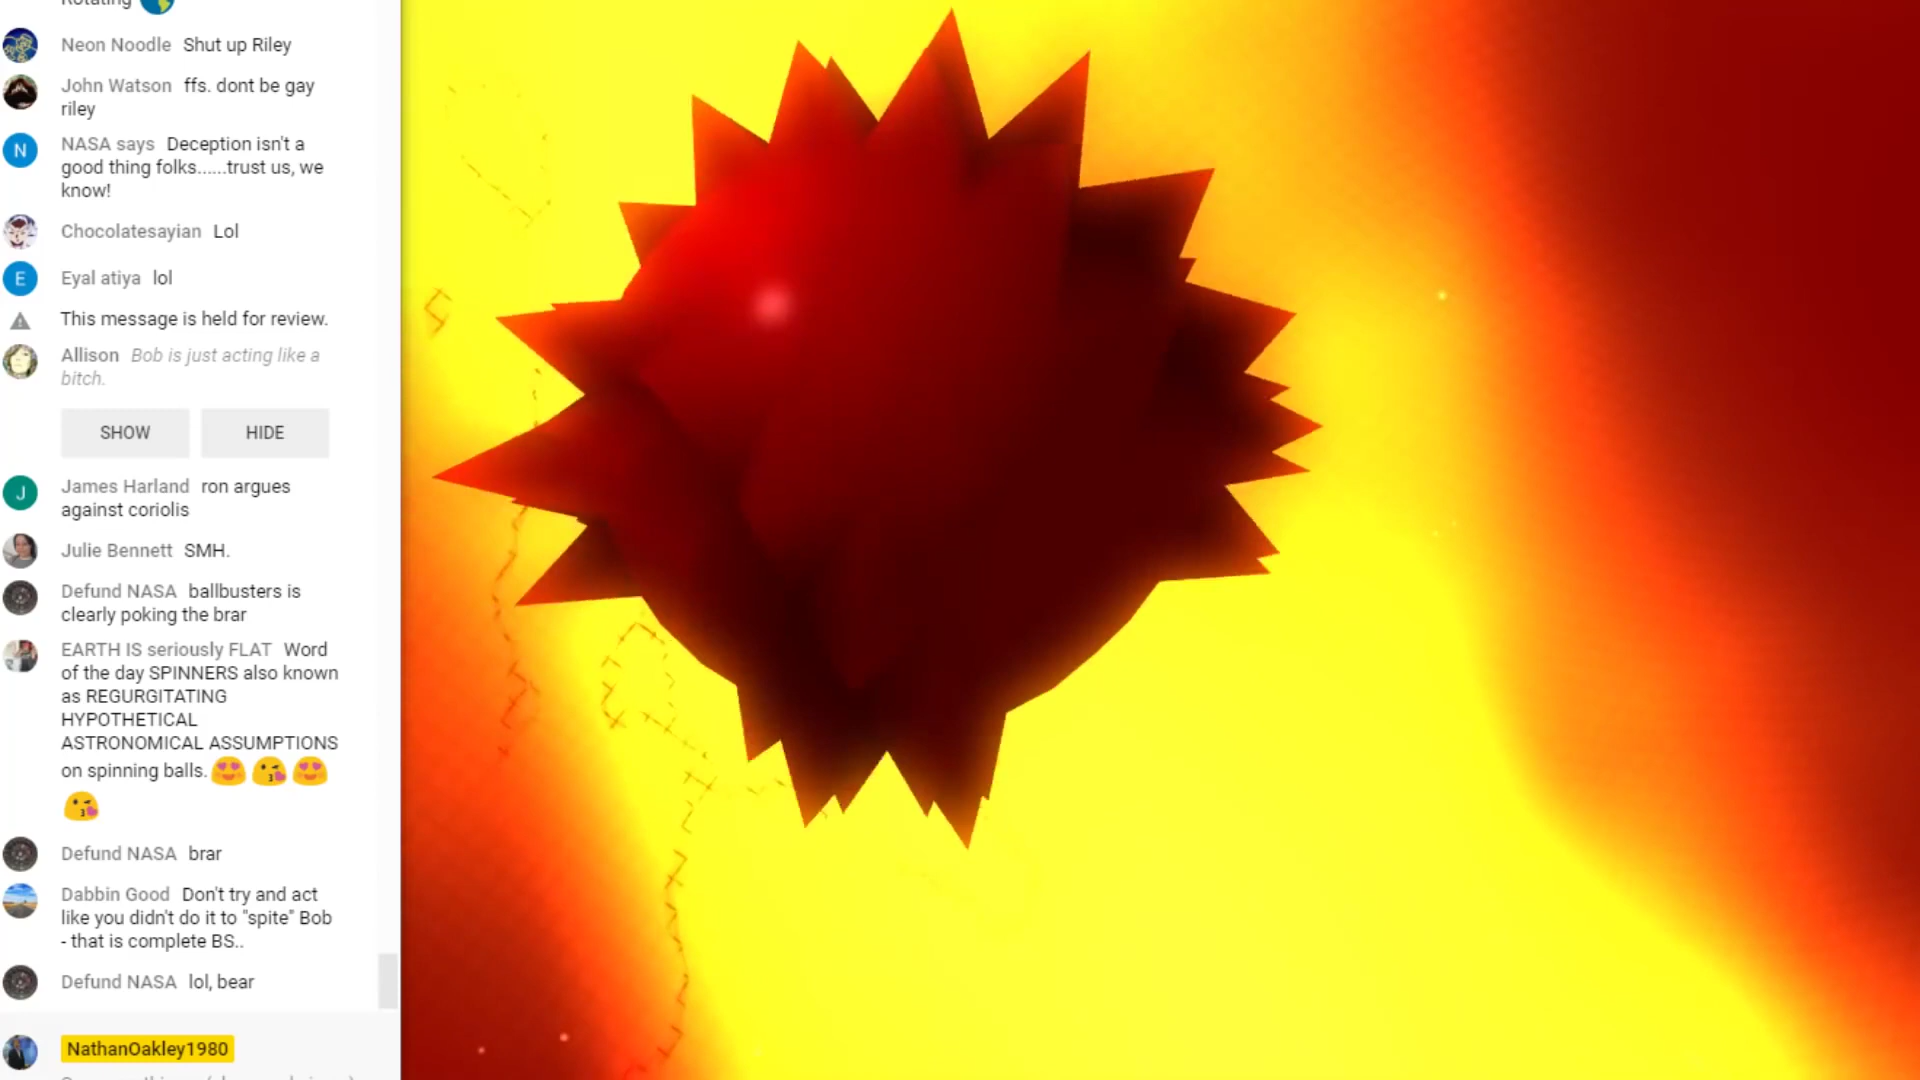 Rotating
Neon Noodle Shut up Riley
John Watson ffs. dont be gay
riley
N
NASA says Deception isn't a
good thing folks......trust us, we
know!
Chocolatesayian Lol
E
Eyal atiya lol
This message is held for review.
Allison Bob is just acting like a
bitch.
SHOW HIDE
J
James Harland ron argues
against coriolis
Julie Bennett SMH.
Defund NASA ballbusters is
clearly poking the brar
EARTH IS seriously FLAT Word
of the day SPINNERS also known
as REGURGITATING
HYPOTHETICAL
ASTRONOMICAL ASSUMPTIONS
on spinning balls.
Defund NASA brar
Dabbin Good Don't try and act
like you didn't do it to "spite" Bob
- that is complete BS..
Defund NASA lol, bear
NathanOakley1980